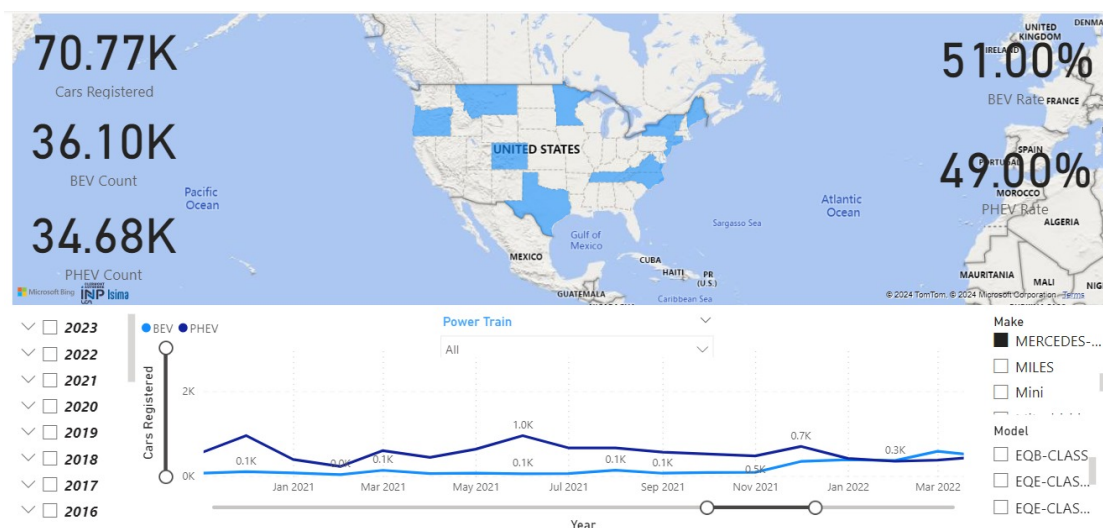 70.77K
Cars Registered
36.10K
BEV Count
34.68K
PHEV Count
51.00%
BEV Rate
49.00%
PHEV Rate
UNITED STATES
Pacific
Ocean
Atlantic
Ocean
Sargasso Sea
Gulf of
Mexico
MEXICO
CUBA
HAITI
PR
(U.S.)
GUATEMALA
Caribbean Sea
UNITED
KINGDOM
DENMA
IRELAND
FRANCE
SPAIN
PORTUGAL
MOROCCO
ALGERIA
MAURITANIA
MALI
NIG
Microsoft Bing
INP Isima
© 2024 TomTom, © 2024 Microsoft Corporation Terms
2023
2022
2021
2020
2019
2018
2017
2016
BEV PHEV
Power Train
All
Cars Registered
2K
0K
0.1K
0.0K
0.1K
1.0K
0.1K
0.1K
0.1K
0.7K
0.5K
0.3K
Jan 2021
Mar 2021
May 2021
Jul 2021
Sep 2021
Nov 2021
Jan 2022
Mar 2022
Year
Make
MERCEDES-...
MILES
Mini
Model
EQB-CLASS
EQE-CLAS...
EQE-CLAS...